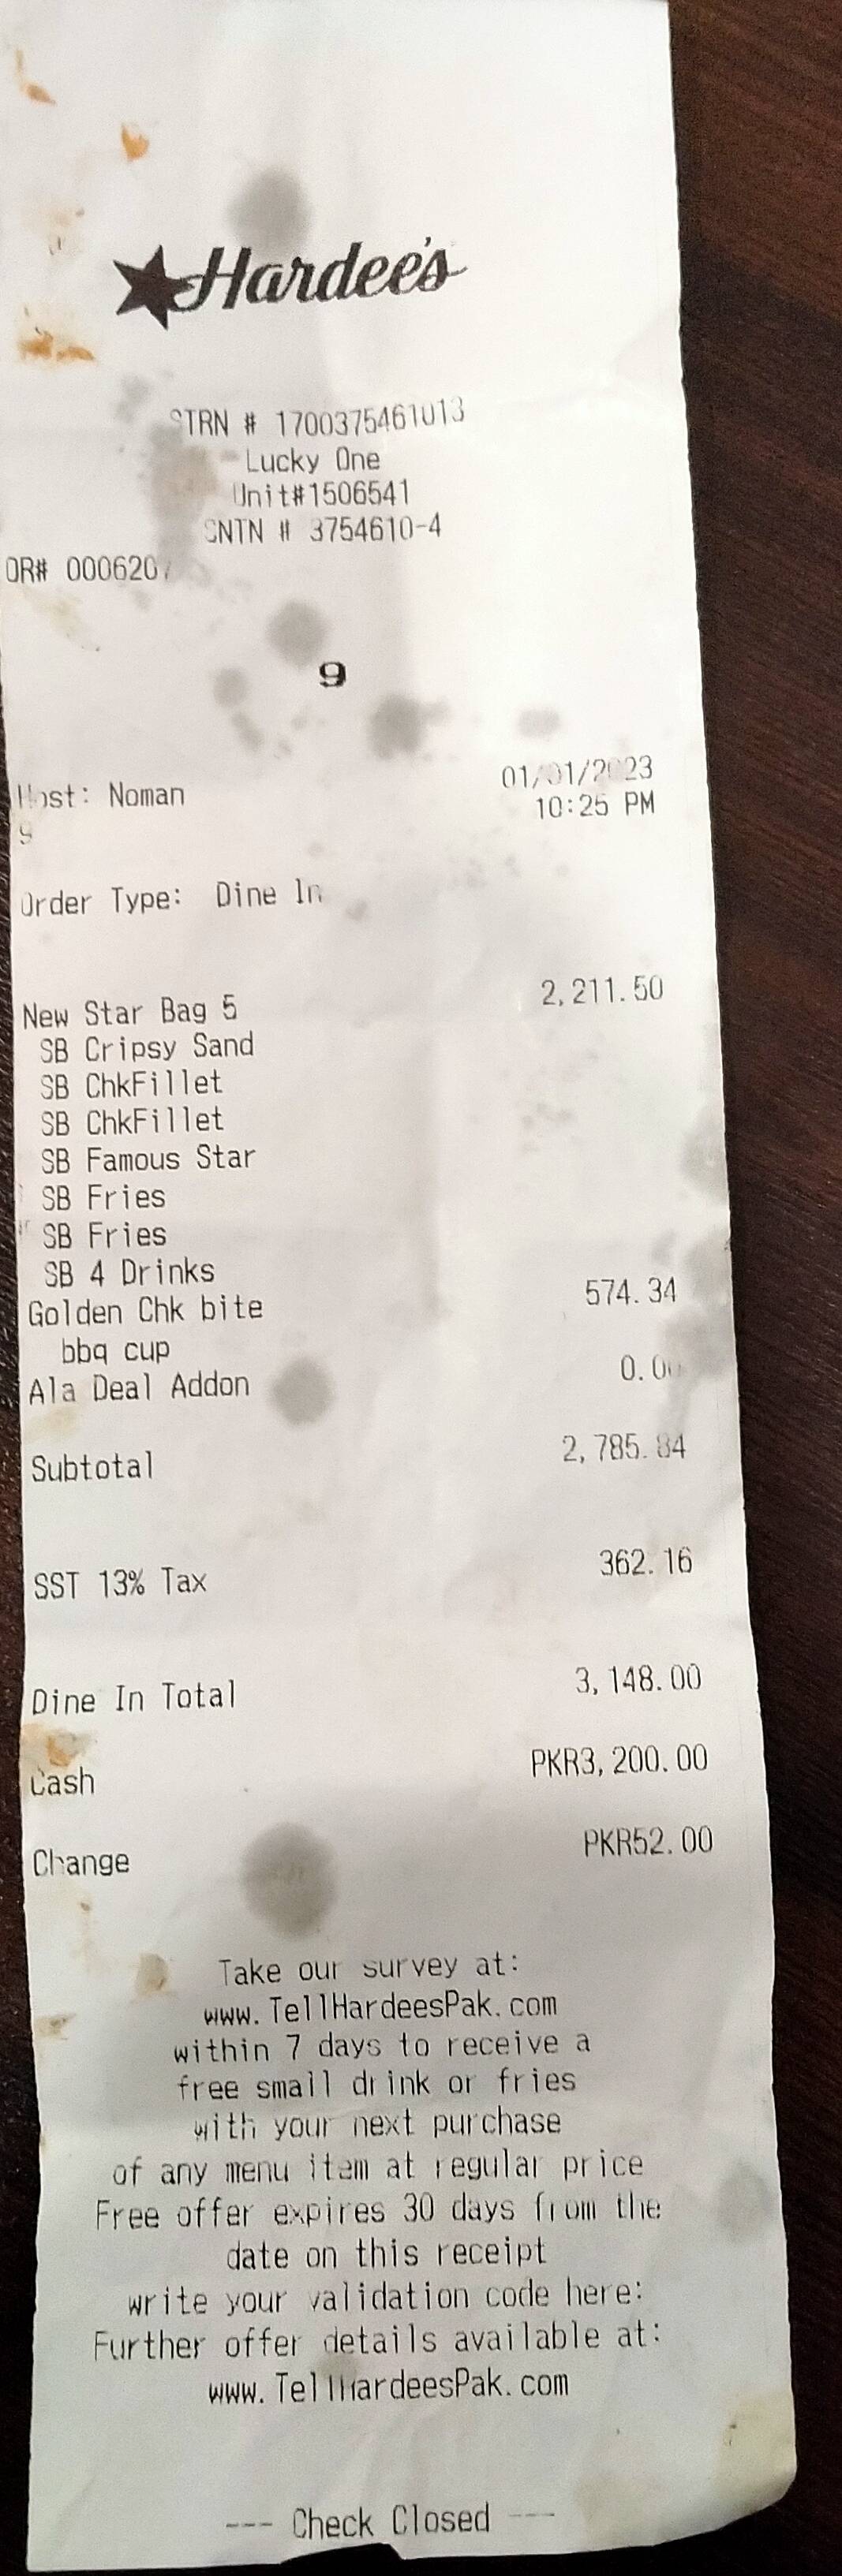 Hardee's
STRN # 1700375461013
Lucky One
Unit#1506541
SNTN # 3754610-4
OR#
9
Host: Noman
01/01/2023
9
10:25 PM
Order Type: Dine In
New Star Bag 5 2,211.50
SB Cripsy Sand
SB ChkFillet
SB ChkFillet
SB Famous Star
SB Fries
SB Fries
SB 4 Drinks
Golden Chk bite 574.34
bbq cup
Ala Deal Addon 0.00
Subtotal 2,785.84
SST 13% Tax 362.16
Dine In Total 3,148.00
Cash PKR3,200.00
Change PKR52.00
Take our survey at:
www.TellHardeesPak.com
within 7 days to receive a
free small drink or fries
with your next purchase
of any menu item at regular price
Free offer expires 30 days from the
date on this receipt
write your validation code here:
Further offer details available at:
www.TellHardeesPak.com
--- Check Closed ---